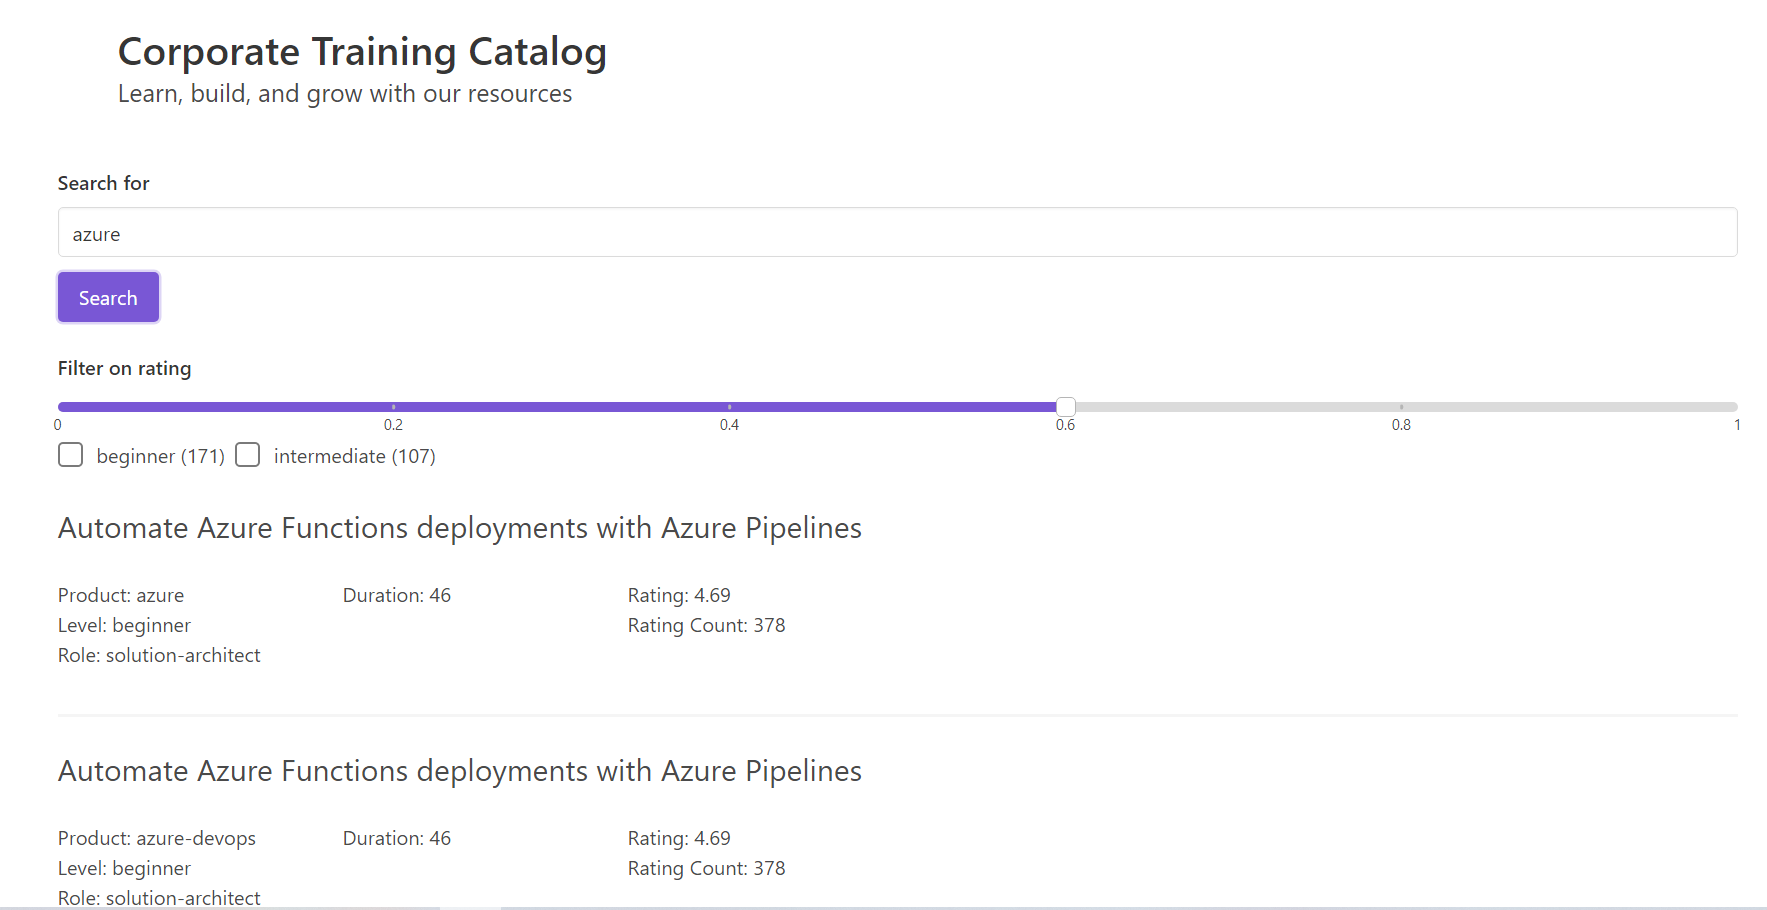 Corporate Training Catalog
Learn, build, and grow with our resources
Search for
azure
Search
Filter on rating
0 0.2 0.4 0.6 0.8 1
beginner (171) intermediate (107)
Automate Azure Functions deployments with Azure Pipelines
Product: azure Duration: 46 Rating: 4.69
Level: beginner Rating Count: 378
Role: solution-architect
Automate Azure Functions deployments with Azure Pipelines
Product: azure-devops Duration: 46 Rating: 4.69
Level: beginner Rating Count: 378
Role: solution-architect